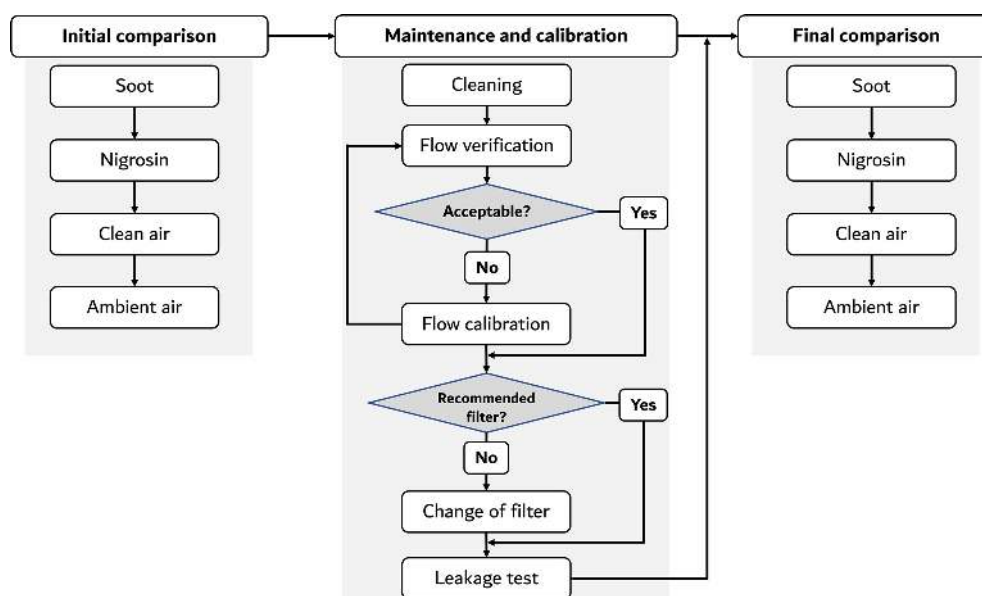 Initial comparison
Soot
Nigrosin
Clean air
Ambient air
Maintenance and calibration
Cleaning
Flow verification
Acceptable?
Yes
No
Flow calibration
Recommended
filter?
Yes
No
Change of filter
Leakage test
Final comparison
Soot
Nigrosin
Clean air
Ambient air